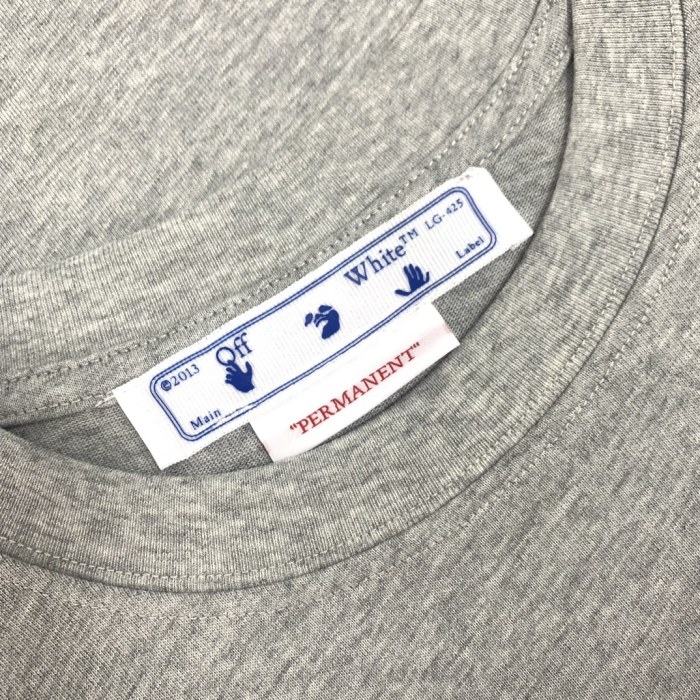 ©2013 Off White™ LG-425
Main Label
"PERMANENT"